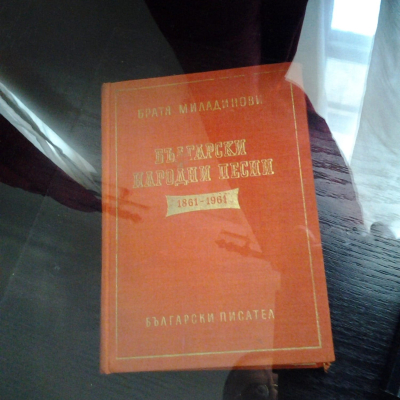 БРАТЯ МИЛАДИНОВИ
БЪЛГАРСКИ
НАРОДНИ ПЕСНИ
1861-1961
БЪЛГАРСКИ ПИСАТЕЛ